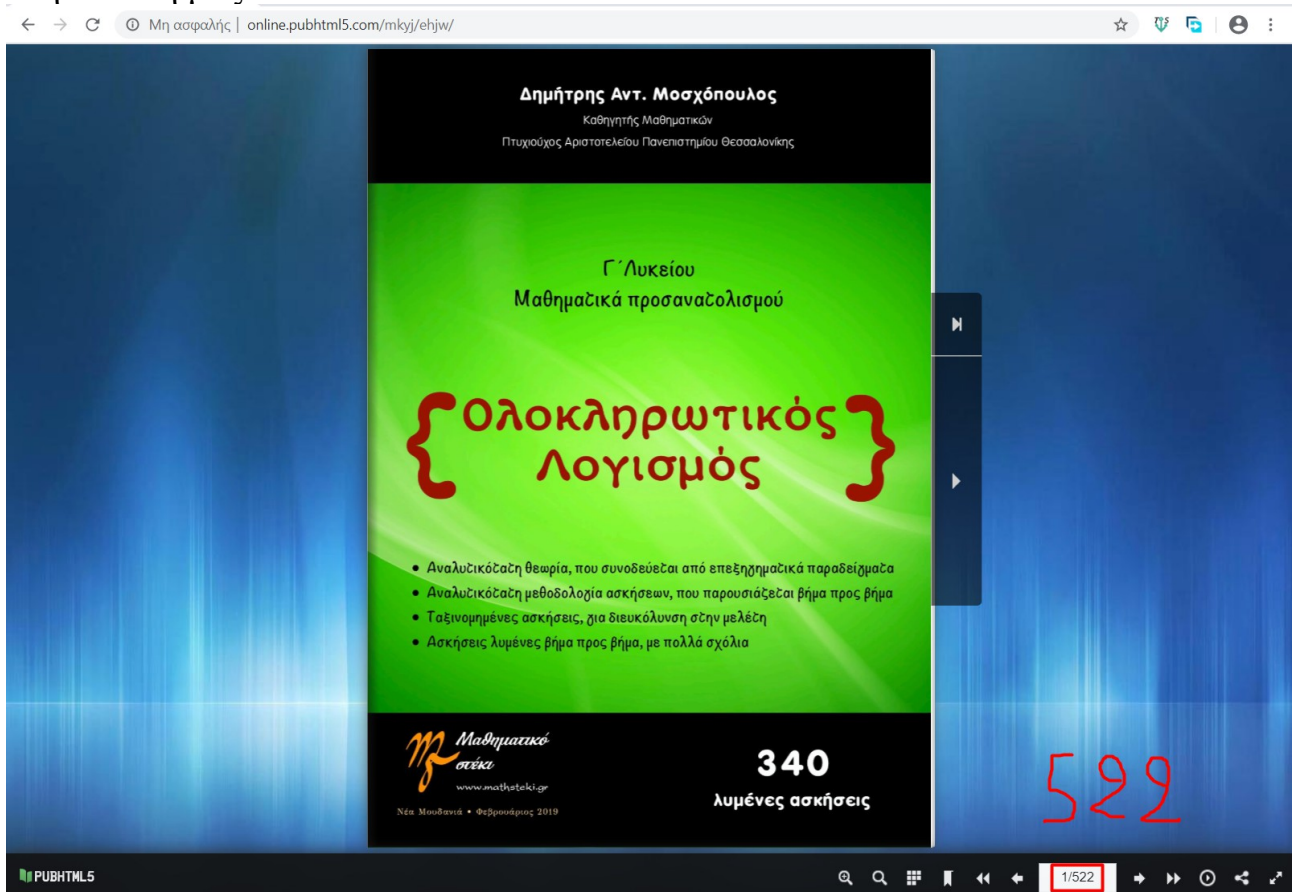 Μη ασφαλής | online.pubhtml5.com/mkyj/ehjw/
Δημήτρης Αντ. Μοσχόπουλος
Καθηγητής Μαθηματικών
Πτυχιούχος Αριστοτελείου Πανεπιστημίου Θεσσαλονίκης
Γ΄ Λυκείου
Μαθηματικά προσανατολισμού
{Ολοκληρωτικός
Λογισμός}
• Αναλυτικότατη θεωρία, που συνοδεύεται από επεξηγηματικά παραδείγματα
• Αναλυτικότατη μεθοδολογία ασκήσεων, που παρουσιάζεται βήμα προς βήμα
• Ταξινομημένες ασκήσεις, για διευκόλυνση στην μελέτη
• Ασκήσεις λυμένες βήμα προς βήμα, με πολλά σχόλια
Μαθηματικό
στέκι
www.mathsteki.gr
Νέα Μουδανιά • Φεβρουάριος 2019
340
λυμένες ασκήσεις
522
PUBHTML5
1/522